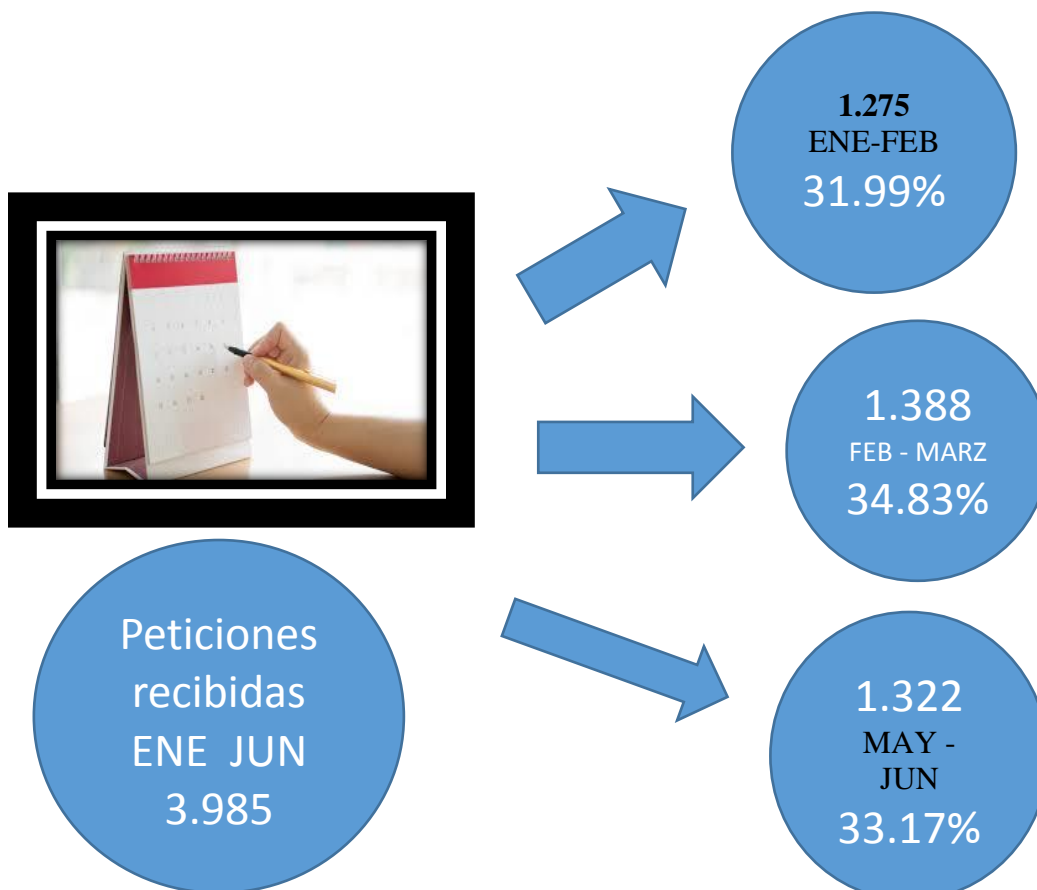 1.275
ENE-FEB
31.99%
1.388
FEB - MARZ
34.83%
Peticiones
recibidas
ENE JUN
3.985
1.322
MAY -
JUN
33.17%